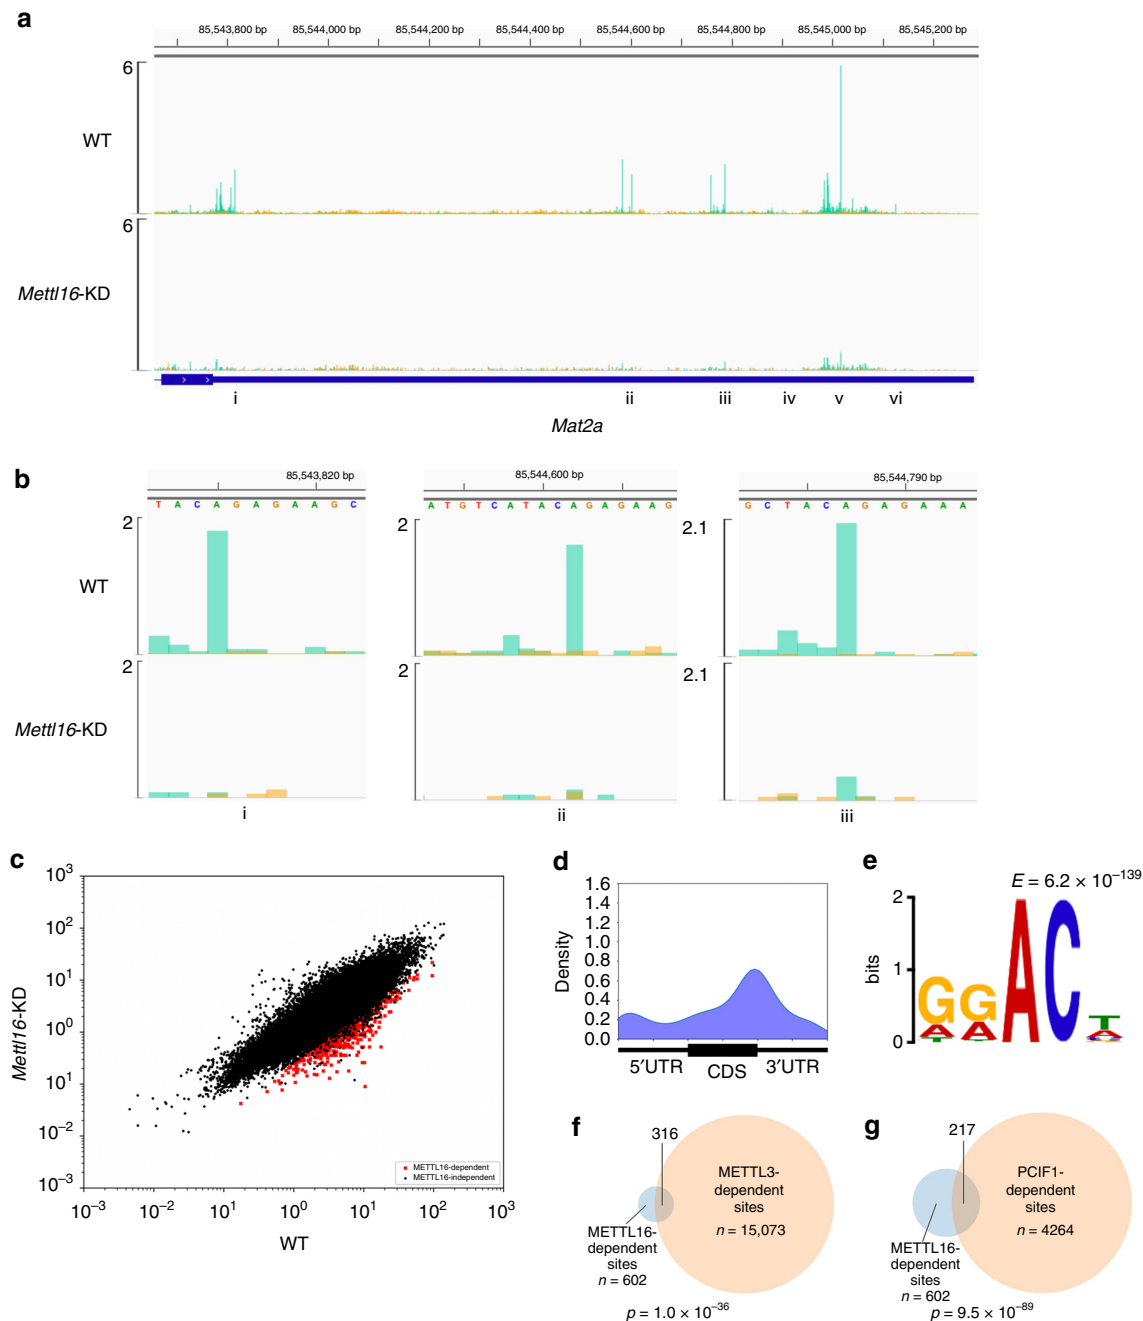 a
85,543,800 bp 85,544,000 bp 85,544,200 bp 85,544,400 bp 85,544,600 bp 85,544,800 bp 85,545,000 bp 85,545,200 bp
6
WT
6
Mettl16-KD
i ii iii iv v vi
Mat2a
b
85,543,820 bp 85,544,600 bp 85,544,790 bp
T A C A G A G A A G C A T G T C A T A C A G A G A A G G C T A C A G A G A A A
2 2 2.1
WT
2 2 2.1
Mettl16-KD
i ii iii
c
10³
10²
10¹
10⁰
10¹
10⁻²
10⁻³
Mettl16-KD
METTL16-dependent
METTL16-independent
10⁻³ 10⁻² 10¹ 10⁰ 10¹ 10² 10³
WT
d
1.6
1.4
1.2
1.0
0.8
0.6
0.4
0.2
0.0
Density
5′UTR CDS 3′UTR
e
E = 6.2 × 10⁻¹³⁹
2
1
0
bits
G G A C T
A A A
f
316
METTL3-
dependent
sites
n = 15,073
METTL16-
dependent
sites
n = 602
p = 1.0 × 10⁻³⁶
g
217
PCIF1-
dependent
sites
n = 4264
METTL16-
dependent
sites
n = 602
p = 9.5 × 10⁻⁸⁹